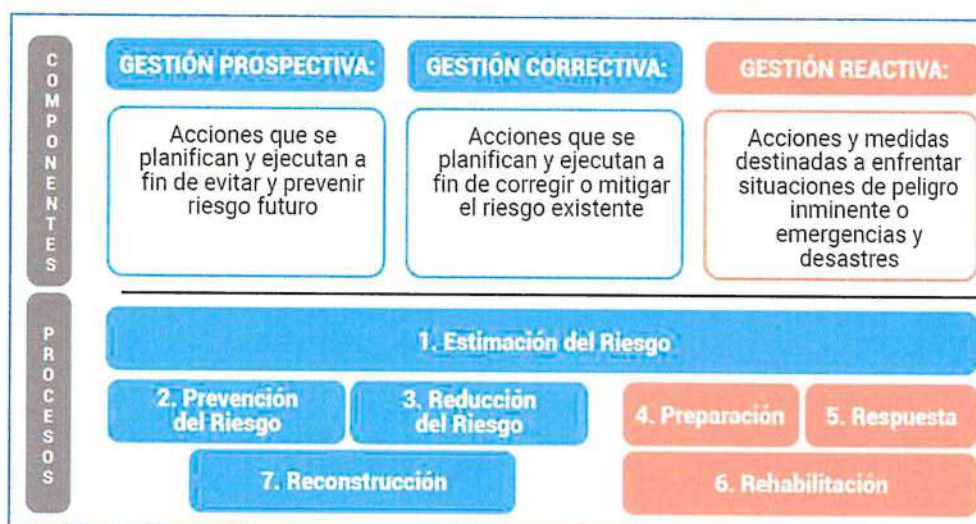 COMPONENTES
GESTIÓN PROSPECTIVA:
Acciones que se
planifican y ejecutan a
fin de evitar y prevenir
riesgo futuro
GESTIÓN CORRECTIVA:
Acciones que se
planifican y ejecutan a
fin de corregir o mitigar
el riesgo existente
GESTIÓN REACTIVA:
Acciones y medidas
destinadas a enfrentar
situaciones de peligro
inminente o
emergencias y
desastres
PROCESOS
1. Estimación del Riesgo
2. Prevención
del Riesgo
3. Reducción
del Riesgo
4. Preparación
5. Respuesta
7. Reconstrucción
6. Rehabilitación